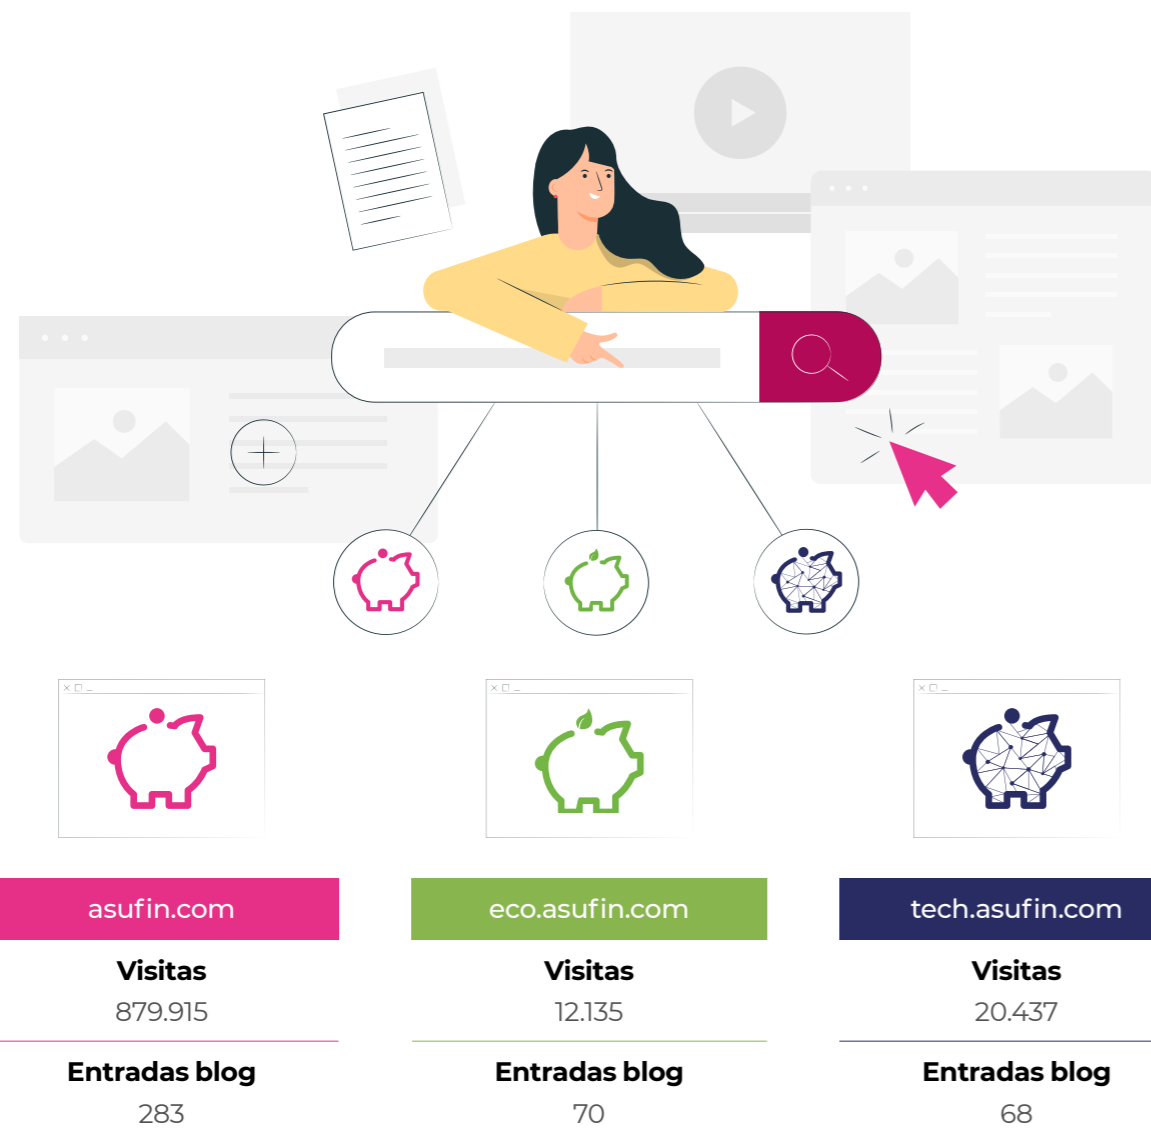 asufin.com
Visitas
879.915
Entradas blog
283
eco.asufin.com
Visitas
12.135
Entradas blog
70
tech.asufin.com
Visitas
20.437
Entradas blog
68